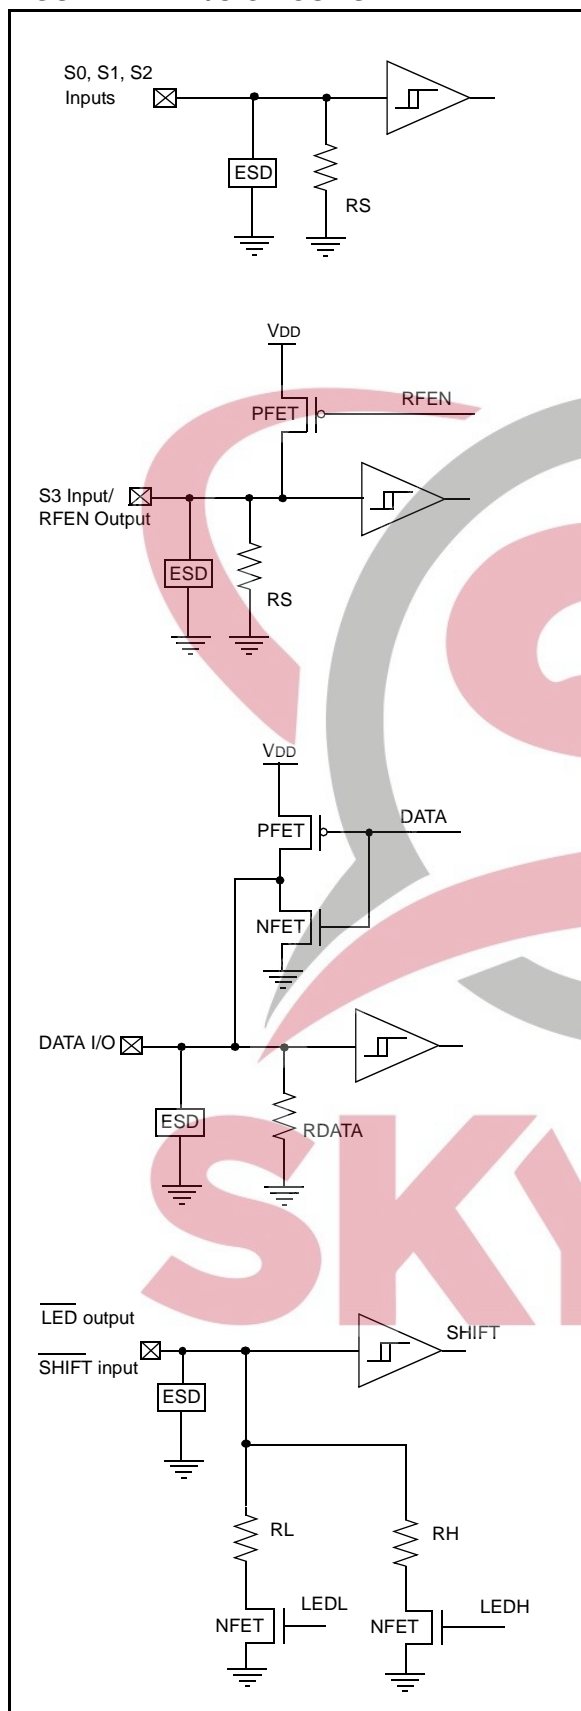 S0, S1, S2
Inputs
ESD
RS
VDD
PFET
RFEN
S3 Input/
RFEN Output
ESD
RS
VDD
PFET
DATA
NFET
DATA I/O
ESD
RDATA
SKY
LED output
SHIFT input
SHIFT
ESD
RL
RH
NFET
LEDL
NFET
LEDH